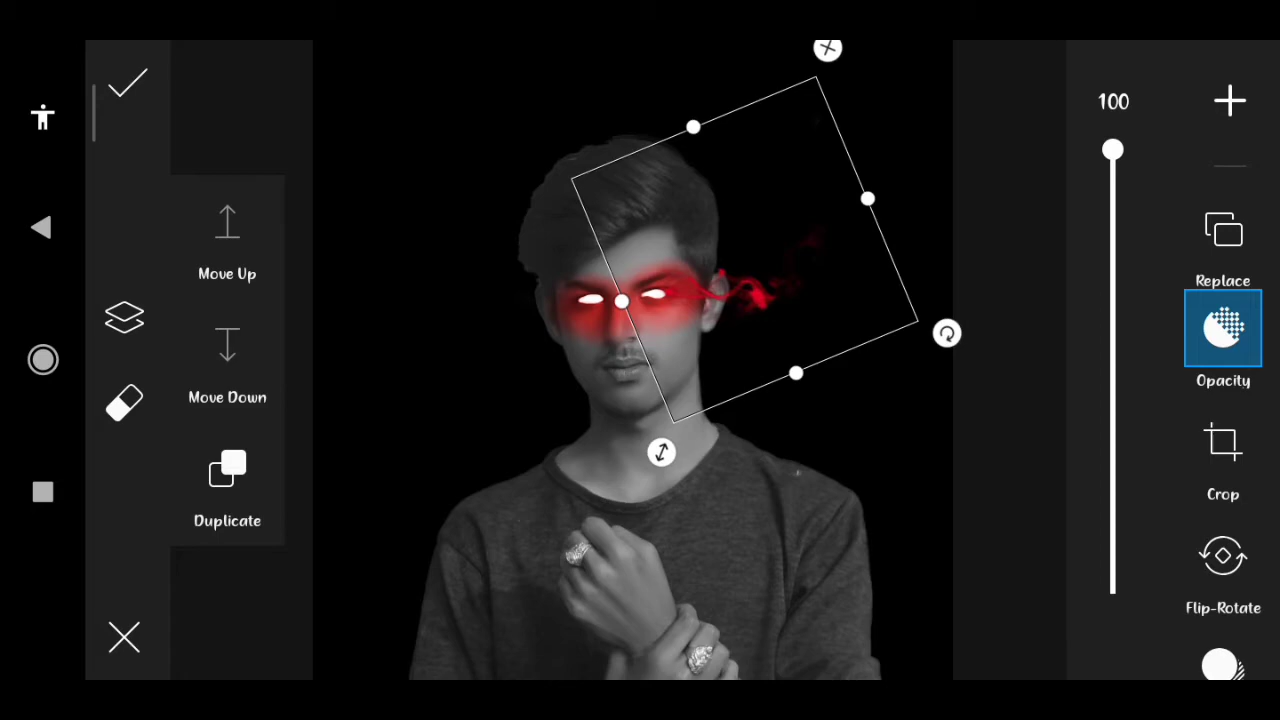 Move Up
Move Down
Duplicate
100
Replace
Opacity
Crop
Flip-Rotate